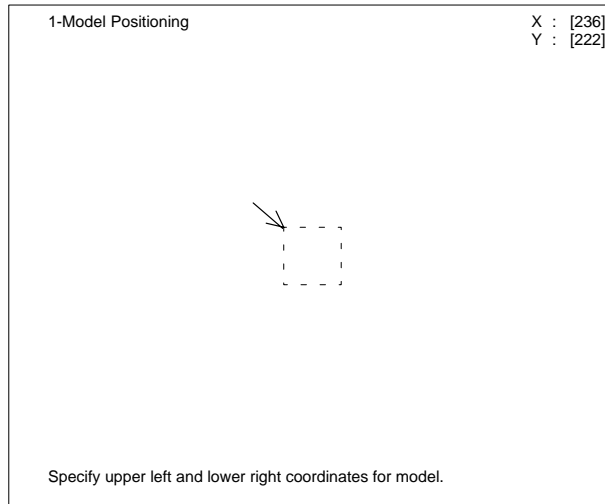 1-Model Positioning
X : [236]
Y : [222]
Specify upper left and lower right coordinates for model.